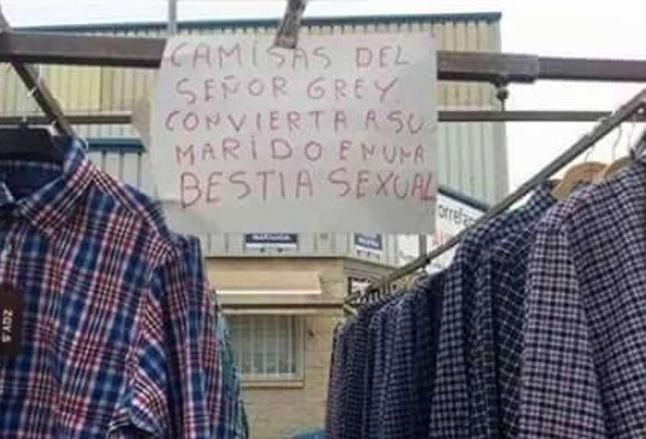 CAMISAS DEL
SEÑOR GREY.
CONVIERTA A SU
MARIDO EN UNA
BESTIA SEXUAL